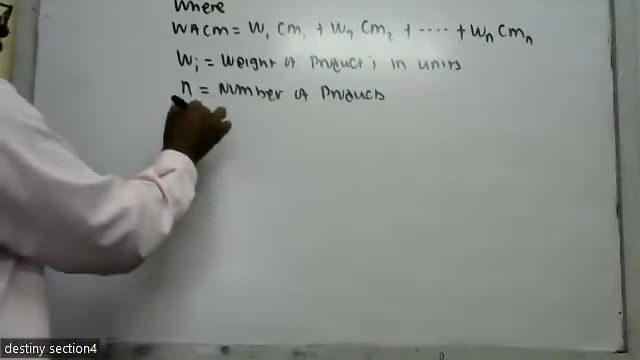 Where
WACM = W₁ CM₁ + W₂ CM₂ + ..... + Wₙ CMₙ
Wᵢ = Weight of Product i in units
n = Number of Products
destiny section4